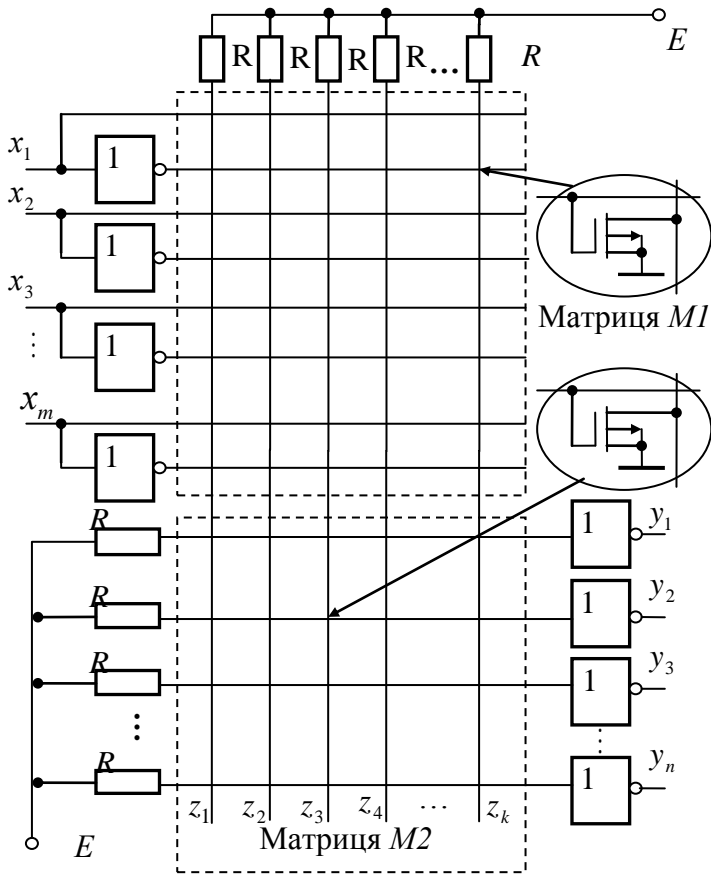 R R R R... R E
x₁ 1
x₂ 1
x₃ 1
⋮
Матриця M1
xₘ 1
R 1 y₁
R 1 y₂
R 1 y₃
⋮ ⋮
R 1 yₙ
z₁ z₂ z₃ z₄ ... zₖ
E Матриця M2